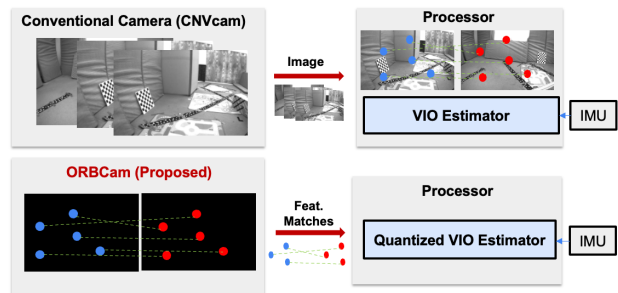 Conventional Camera (CNVcam)
Image
Processor
VIO Estimator
IMU
ORBCam (Proposed)
Feat.
Matches
Processor
Quantized VIO Estimator
IMU